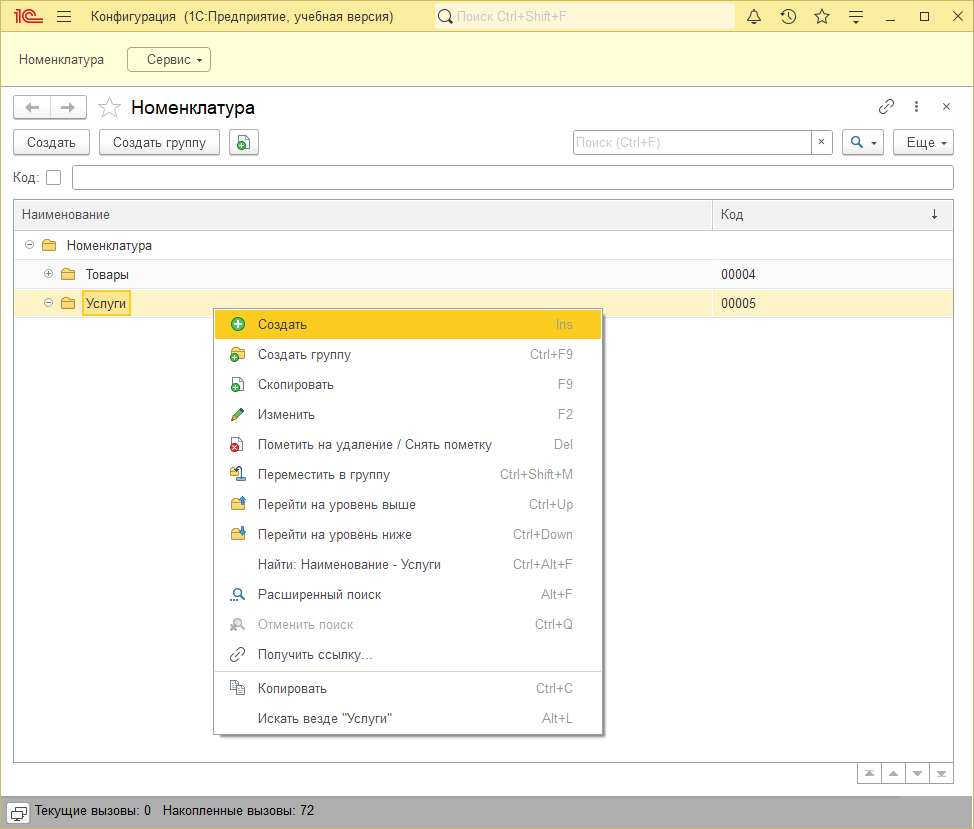 1С Конфигурация (1С:Предприятие, учебная версия) Поиск Ctrl+Shift+F
Номенклатура Сервис
Номенклатура
Создать Создать группу Поиск (Ctrl+F) × Еще
Код:
Наименование Код ↓
Номенклатура
Товары 00004
Услуги 00005
Создать Ins
Создать группу Ctrl+F9
Скопировать F9
Изменить F2
Пометить на удаление / Снять пометку Del
Переместить в группу Ctrl+Shift+M
Перейти на уровень выше Ctrl+Up
Перейти на уровень ниже Ctrl+Down
Найти: Наименование - Услуги Ctrl+Alt+F
Расширенный поиск Alt+F
Отменить поиск Ctrl+Q
Получить ссылку...
Копировать Ctrl+C
Искать везде "Услуги" Alt+L
Текущие вызовы: 0 Накопленные вызовы: 72